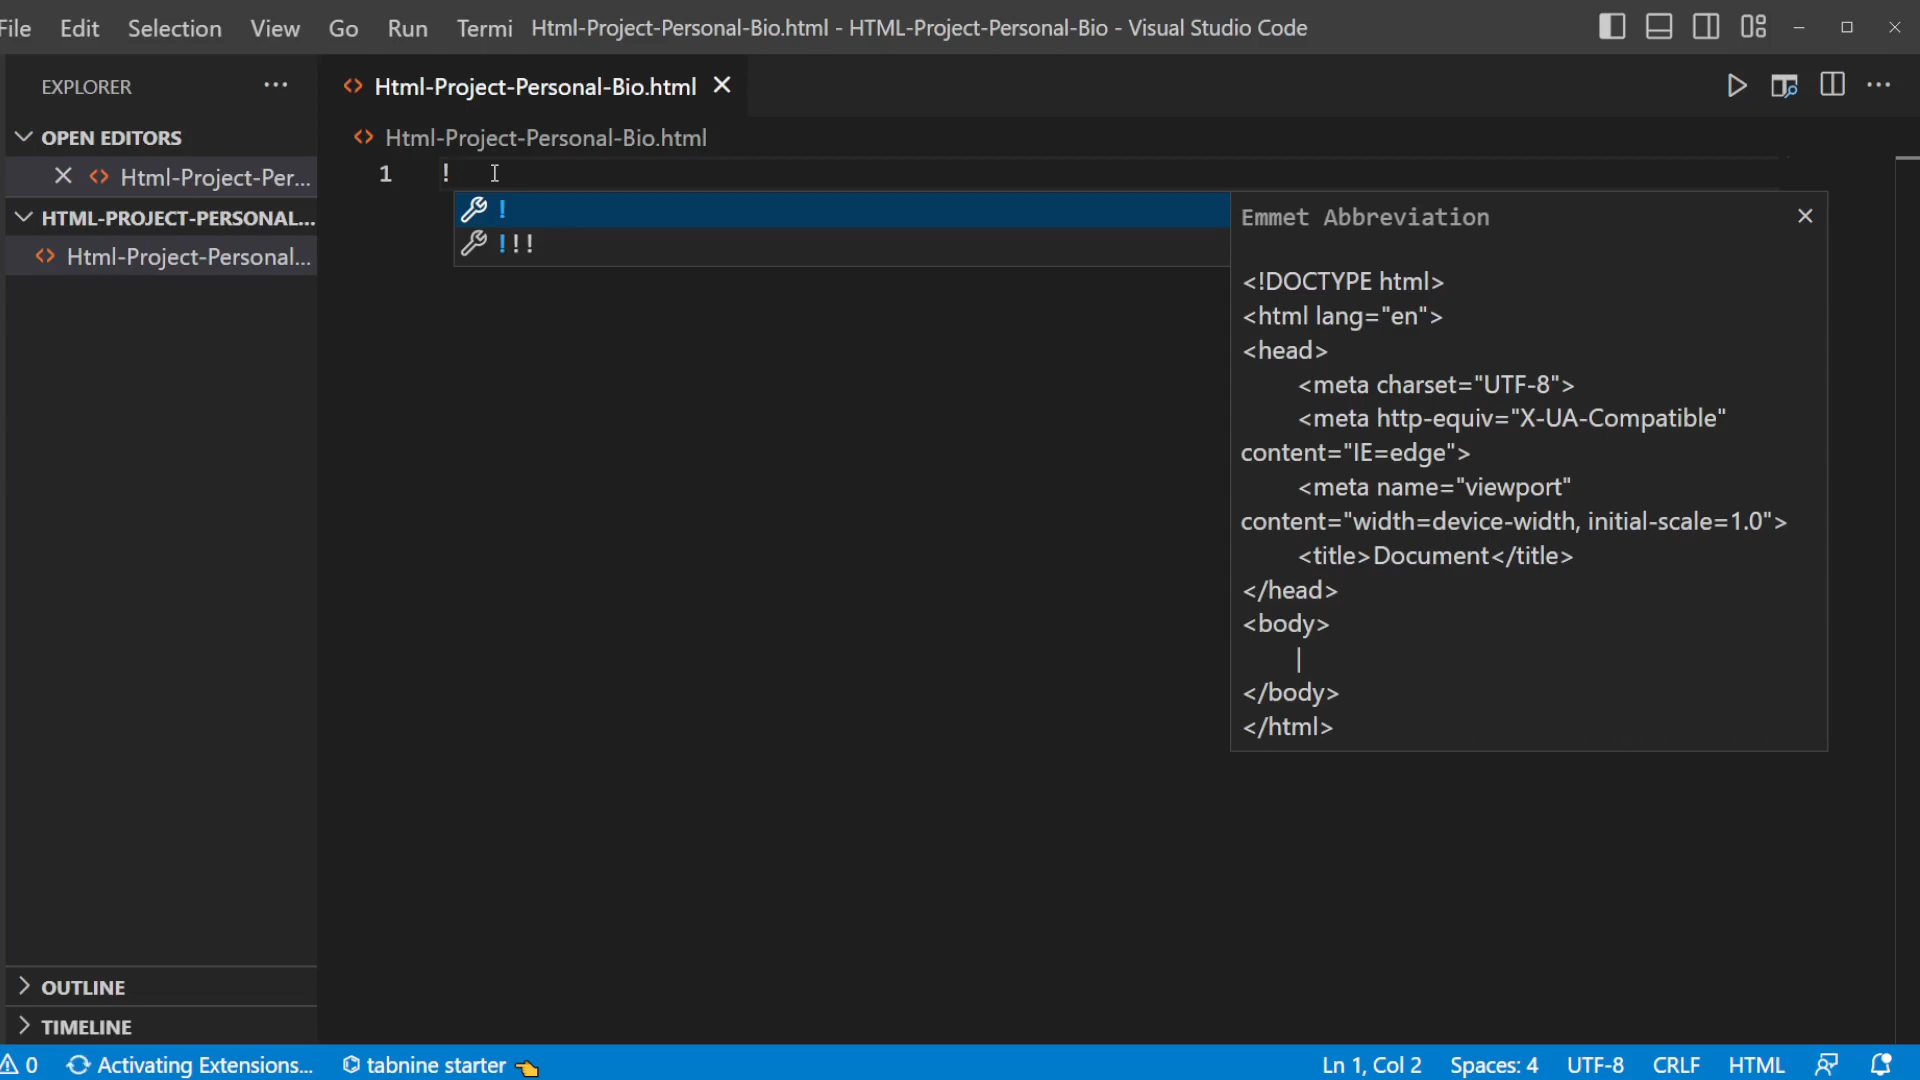 File Edit Selection View Go Run Termi Html-Project-Personal-Bio.html - HTML-Project-Personal-Bio - Visual Studio Code
EXPLORER
Html-Project-Personal-Bio.html
OPEN EDITORS
Html-Project-Per...
HTML-PROJECT-PERSONAL...
Html-Project-Personal...
Html-Project-Personal-Bio.html
1 !
!
!!!
Emmet Abbreviation
<!DOCTYPE html>
<html lang="en">
<head>
<meta charset="UTF-8">
<meta http-equiv="X-UA-Compatible"
content="IE=edge">
<meta name="viewport"
content="width=device-width, initial-scale=1.0">
<title>Document</title>
</head>
<body>
|
</body>
</html>
OUTLINE
TIMELINE
0 Activating Extensions... tabnine starter Ln 1, Col 2 Spaces: 4 UTF-8 CRLF HTML